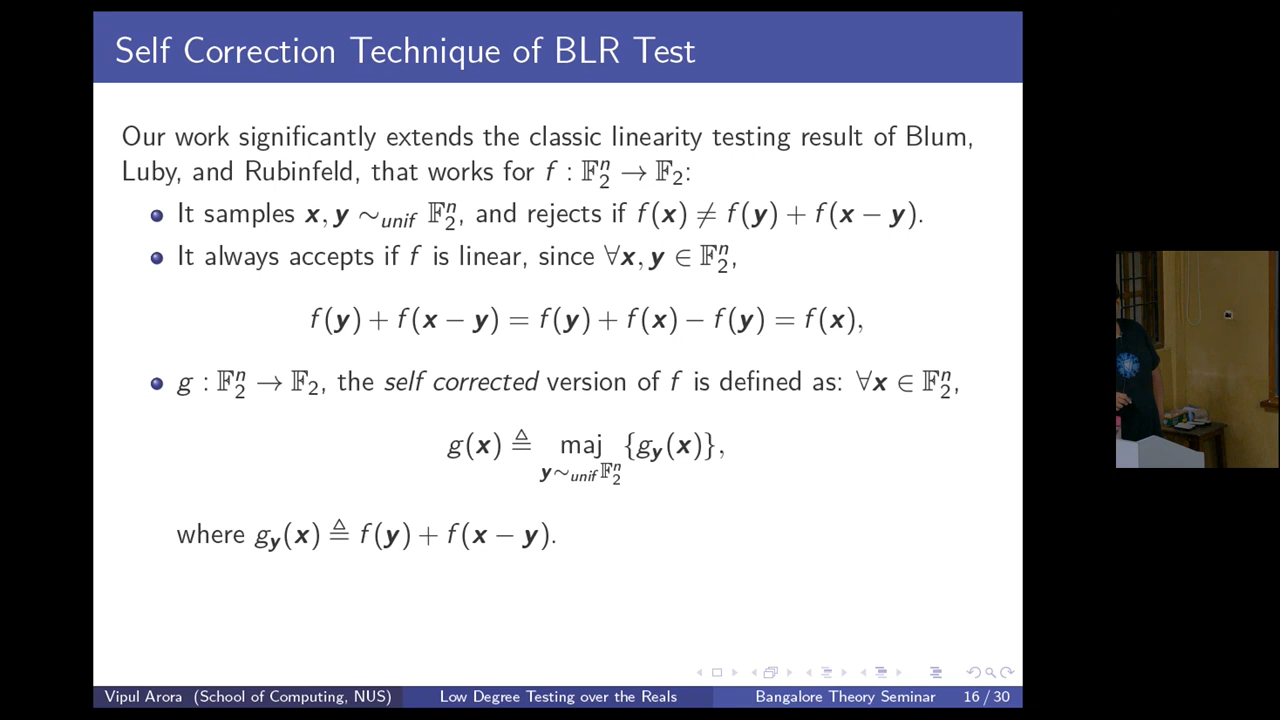 Self Correction Technique of BLR Test
Our work significantly extends the classic linearity testing result of Blum,
Luby, and Rubinfeld, that works for f : 𝔽₂ⁿ → 𝔽₂:
It samples x, y ∼unif 𝔽₂ⁿ, and rejects if f(x) ≠ f(y) + f(x − y).
It always accepts if f is linear, since ∀x, y ∈ 𝔽₂ⁿ,
f(y) + f(x − y) = f(y) + f(x) − f(y) = f(x),
g : 𝔽₂ⁿ → 𝔽₂, the self corrected version of f is defined as: ∀x ∈ 𝔽₂ⁿ,
g(x) ≜ maj {g_y(x)},
y∼unif 𝔽₂ⁿ
where g_y(x) ≜ f(y) + f(x − y).
Vipul Arora (School of Computing, NUS) Low Degree Testing over the Reals Bangalore Theory Seminar 16 / 30